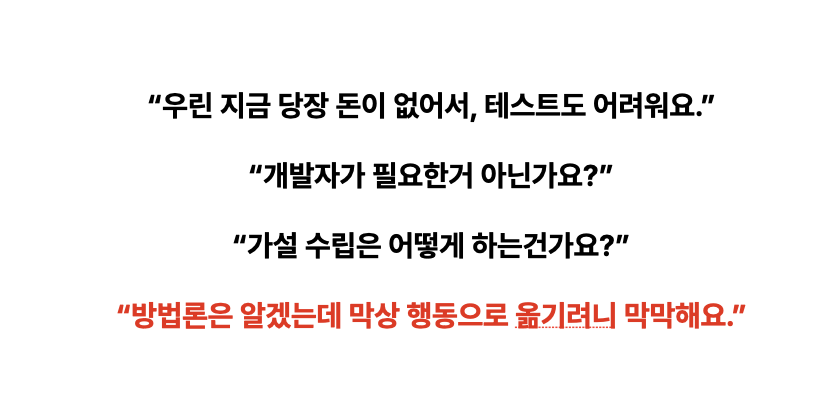 “우린 지금 당장 돈이 없어서, 테스트도 어려워요.”
“개발자가 필요한거 아닌가요?”
“가설 수립은 어떻게 하는건가요?”
“방법론은 알겠는데 막상 행동으로 옮기려니 막막해요.”